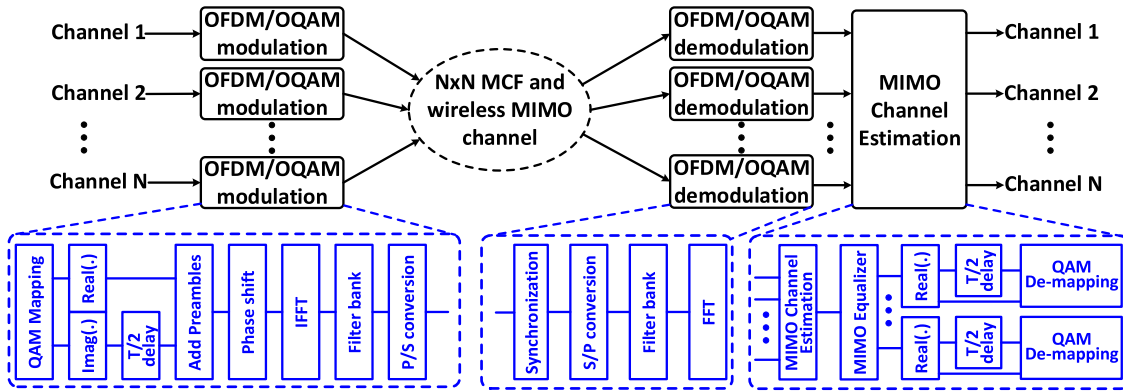 Channel 1
OFDM/OQAM
modulation
Channel 2
OFDM/OQAM
modulation
Channel N
OFDM/OQAM
modulation
NxN MCF and
wireless MIMO
channel
OFDM/OQAM
demodulation
OFDM/OQAM
demodulation
OFDM/OQAM
demodulation
MIMO
Channel
Estimation
Channel 1
Channel 2
Channel N
QAM Mapping
Real(.)
Imag(.)
T/2
delay
Add Preambles
Phase shift
IFFT
Filter bank
P/S conversion
Synchronization
S/P conversion
Filter bank
FFT
MIMO Channel
Estimation
MIMO Equalizer
Real(.)
T/2
delay
QAM
De-mapping
Real(.)
T/2
delay
QAM
De-mapping